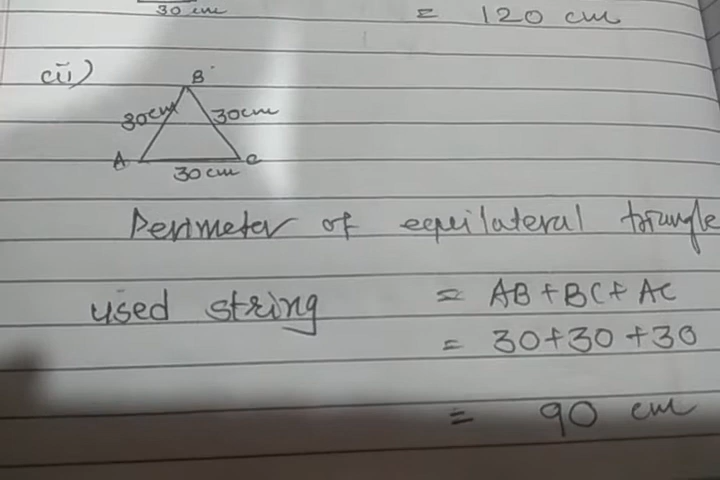 30 cm
= 120 cm
(ii)
B
30cm 30cm
A C
30 cm
Perimeter of equilateral triangle
used string = AB+BC+AC
= 30+30+30
= 90 cm